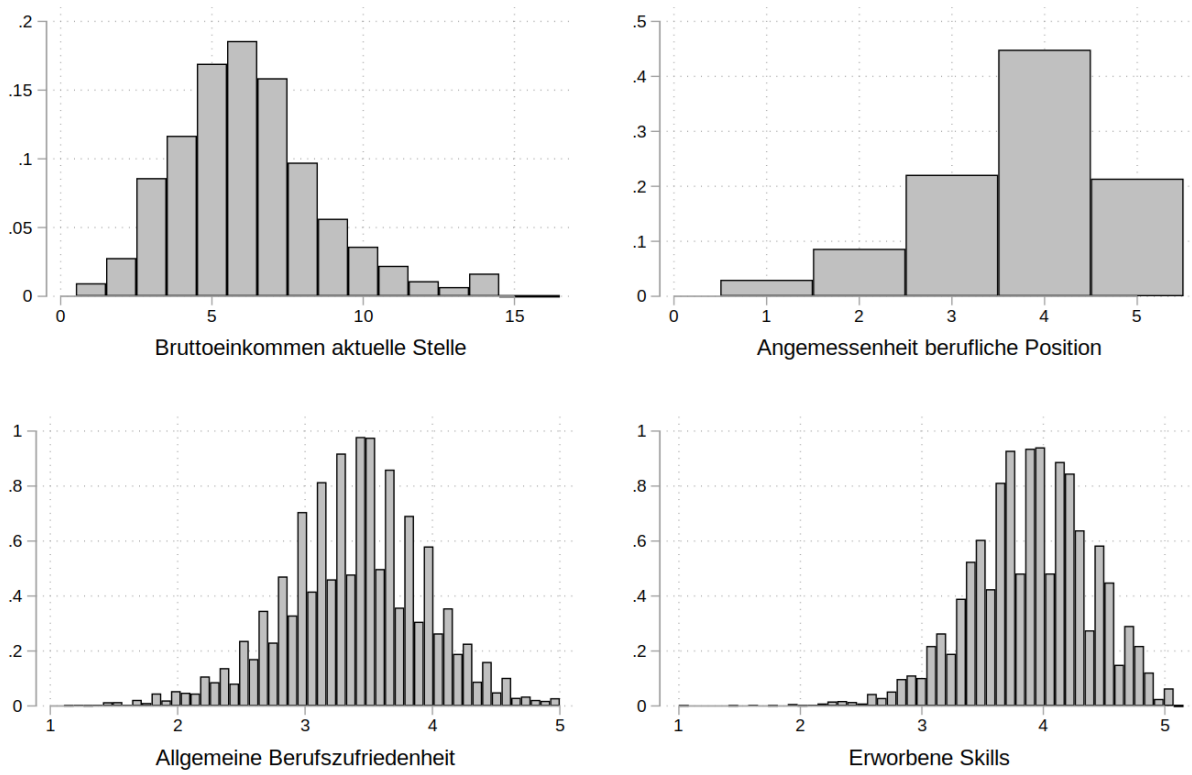 .2
.15
.1
.05
0
0 5 10 15
Bruttoeinkommen aktuelle Stelle
.5
.4
.3
.2
.1
0
0 1 2 3 4 5
Angemessenheit berufliche Position
1
.8
.6
.4
.2
0
1 2 3 4 5
Allgemeine Berufszufriedenheit
1
.8
.6
.4
.2
0
1 2 3 4 5
Erworbene Skills